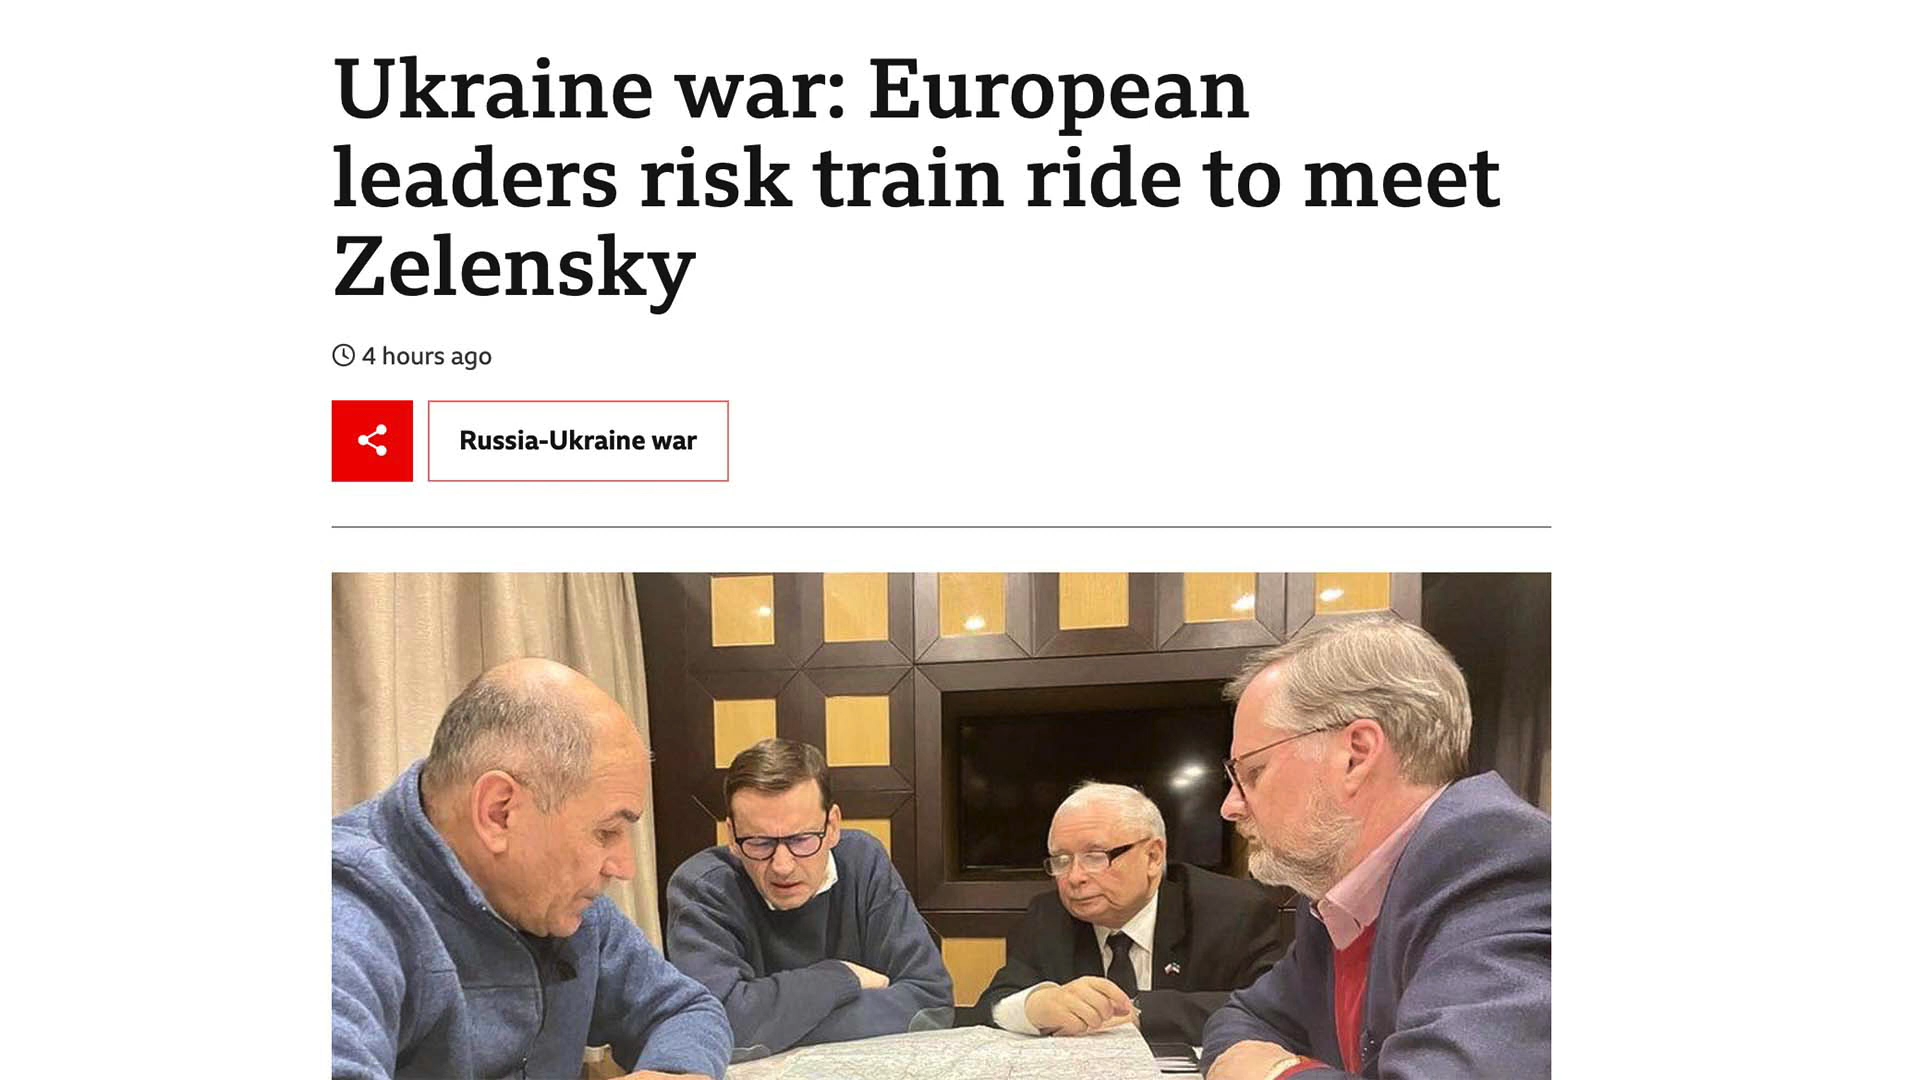 Ukraine war: European
leaders risk train ride to meet
Zelensky
4 hours ago
Russia-Ukraine war